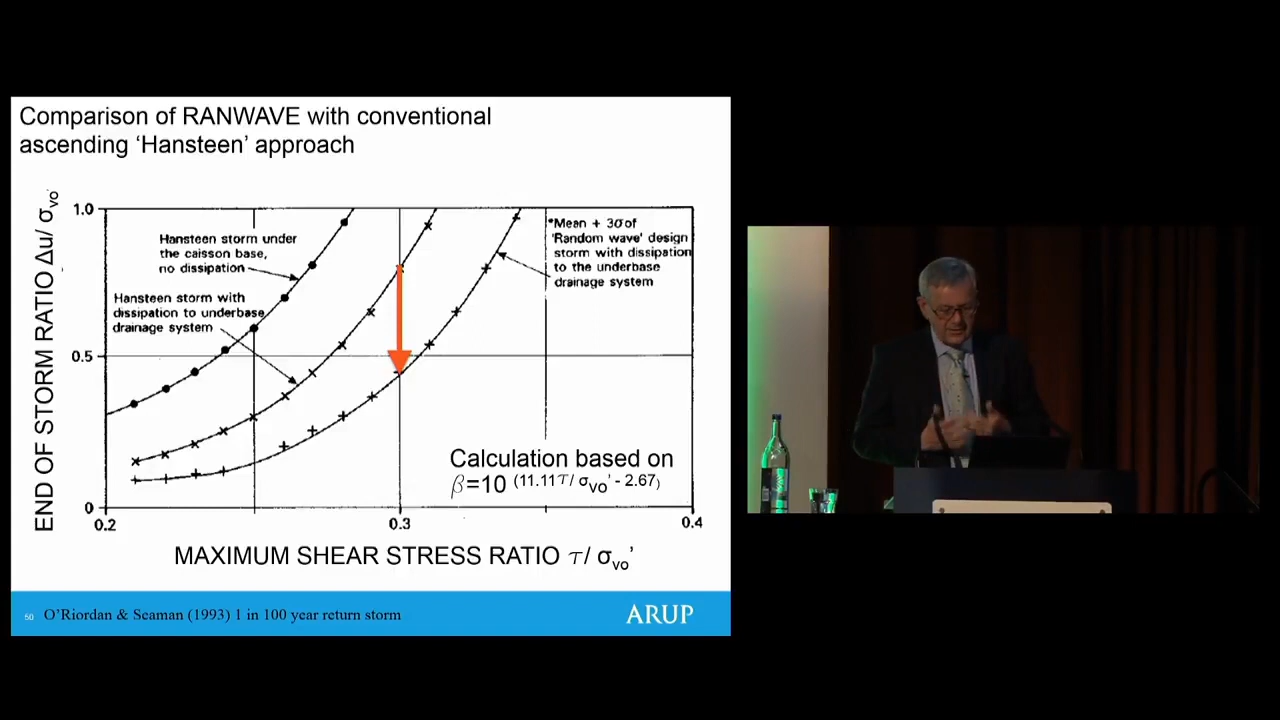 Comparison of RANWAVE with conventional
ascending ‘Hansteen’ approach
END OF STORM RATIO Δu/ σvo'
1.0
0.5
0
0.2
0.3
0.4
Hansteen storm under
the caisson base,
no dissipation
Hansteen storm with
dissipation to underbase
drainage system
*Mean + 3σ of
'Random wave' design
storm with dissipation
to the underbase
drainage system
Calculation based on
β=10 (11.11τ/ σvo' - 2.67)
MAXIMUM SHEAR STRESS RATIO τ/ σvo’
50 O’Riordan & Seaman (1993) 1 in 100 year return storm
ARUP